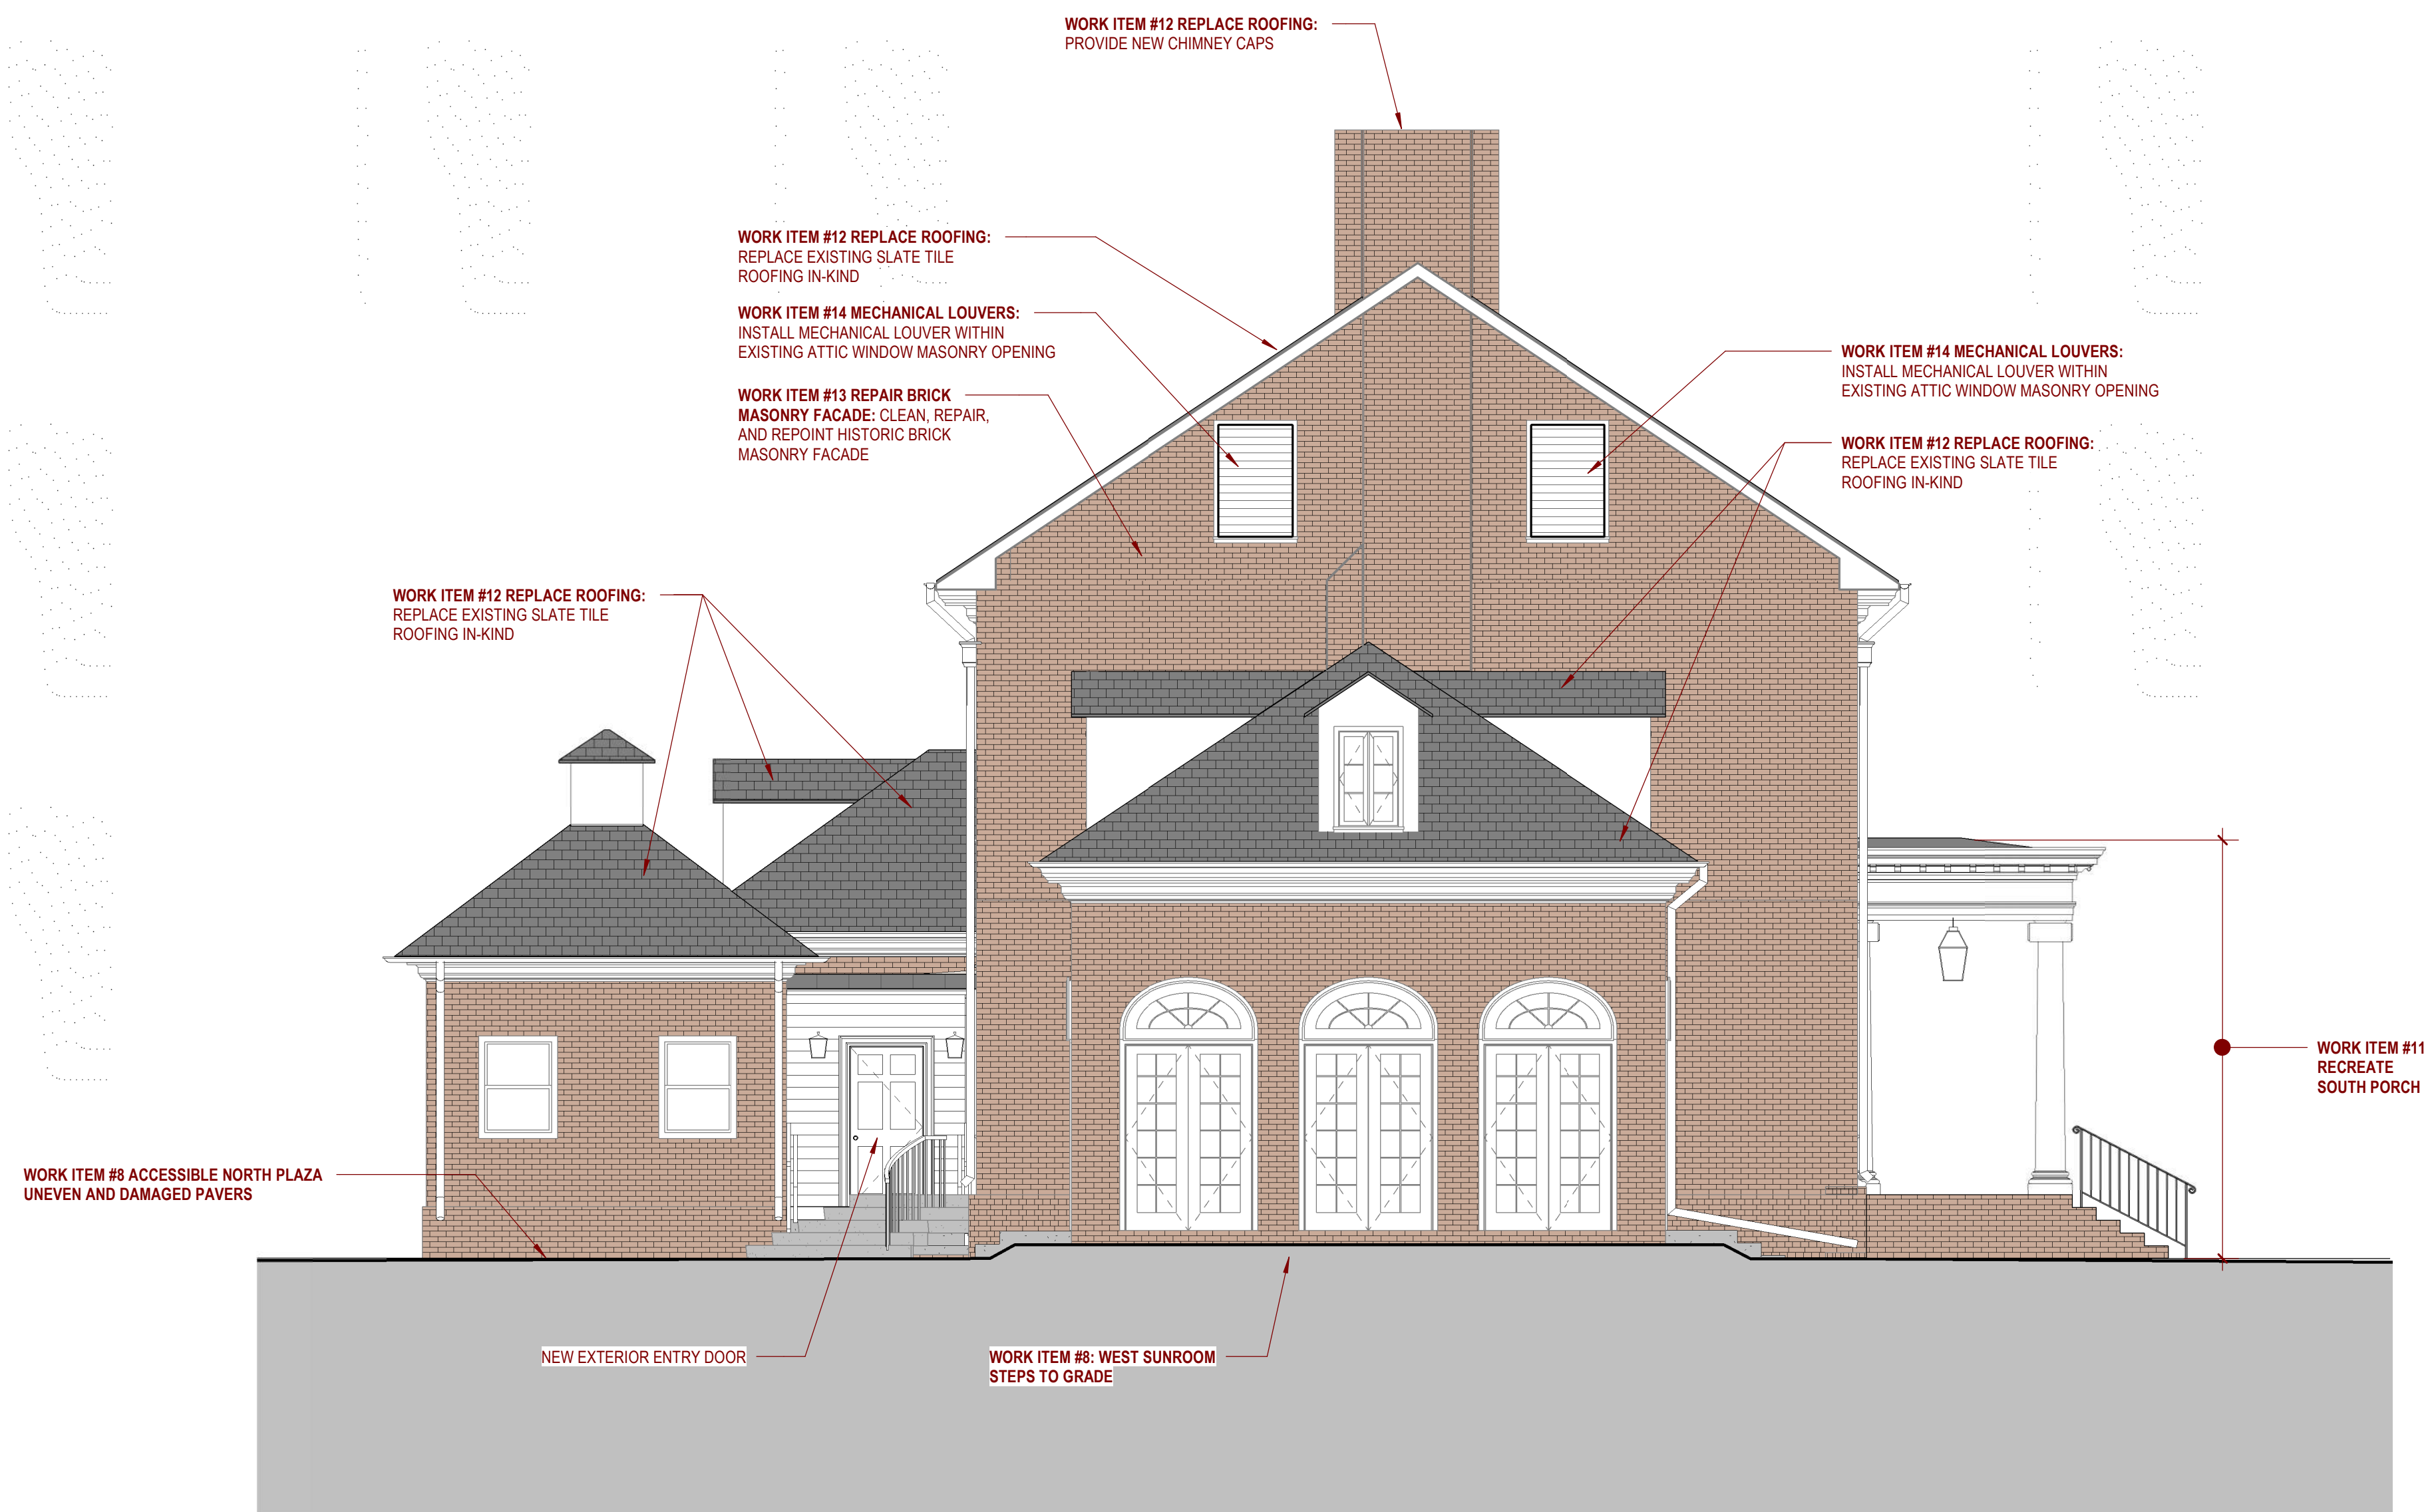 WORK ITEM #12 REPLACE ROOFING:
PROVIDE NEW CHIMNEY CAPS
WORK ITEM #12 REPLACE ROOFING:
REPLACE EXISTING SLATE TILE
ROOFING IN-KIND
WORK ITEM #14 MECHANICAL LOUVERS:
INSTALL MECHANICAL LOUVER WITHIN
EXISTING ATTIC WINDOW MASONRY OPENING
WORK ITEM #13 REPAIR BRICK
MASONRY FACADE: CLEAN, REPAIR,
AND REPOINT HISTORIC BRICK
MASONRY FACADE
WORK ITEM #14 MECHANICAL LOUVERS:
INSTALL MECHANICAL LOUVER WITHIN
EXISTING ATTIC WINDOW MASONRY OPENING
WORK ITEM #12 REPLACE ROOFING:
REPLACE EXISTING SLATE TILE
ROOFING IN-KIND
WORK ITEM #12 REPLACE ROOFING:
REPLACE EXISTING SLATE TILE
ROOFING IN-KIND
WORK ITEM #11
RECREATE
SOUTH PORCH
WORK ITEM #8 ACCESSIBLE NORTH PLAZA
UNEVEN AND DAMAGED PAVERS
NEW EXTERIOR ENTRY DOOR
WORK ITEM #8: WEST SUNROOM
STEPS TO GRADE